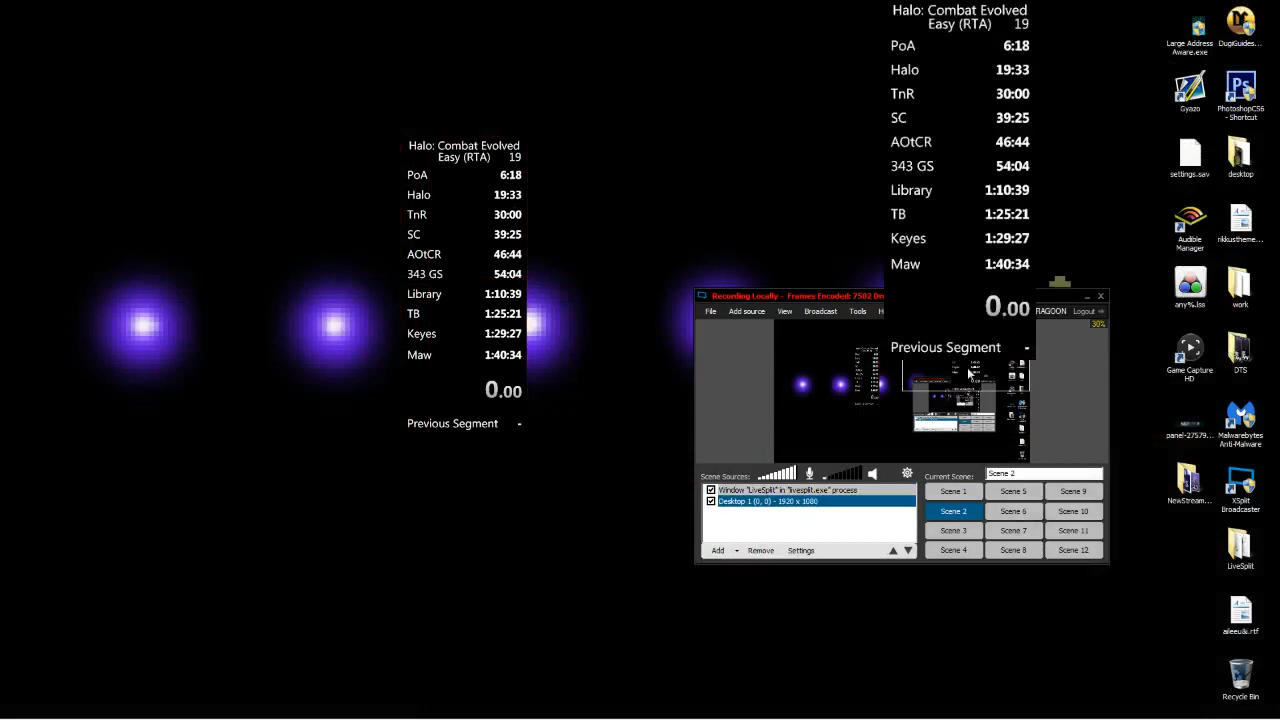 Halo: Combat Evolved
Easy (RTA) 19
PoA 6:18
Halo 19:33
TnR 30:00
SC 39:25
AOtCR 46:44
343 GS 54:04
Library 1:10:39
TB 1:25:21
Keyes 1:29:27
Maw 1:40:34
0.00
Previous Segment -
Halo: Combat Evolved
Easy (RTA) 19
PoA 6:18
Halo 19:33
TnR 30:00
SC 39:25
AOtCR 46:44
343 GS 54:04
Library 1:10:39
TB 1:25:21
Keyes 1:29:27
Maw 1:40:34
0.00
Previous Segment -
Recording Locally - Frames Encoded: 7502
File Add source View Broadcast Tools
RAGOON Logout
30%
Scene Sources:
Window "LiveSplit" in "livesplit.exe" process
Desktop 1 (0, 0) - 1920 x 1080
Add Remove Settings
Current Scene: Scene 2
Scene 1 Scene 5 Scene 9
Scene 2 Scene 6 Scene 10
Scene 3 Scene 7 Scene 11
Scene 4 Scene 8 Scene 12
Large Address
Aware.exe
DugiGuides...
Gyazo
PhotoshopCS6
- Shortcut
settings.sav
desktop
Audible
Manager
rikkustheme...
any%.lss
work
Game Capture
HD
DTS
panel-27579...
Malwarebytes
Anti-Malware
NewStream...
XSplit
Broadcaster
LiveSplit
Recycle Bin